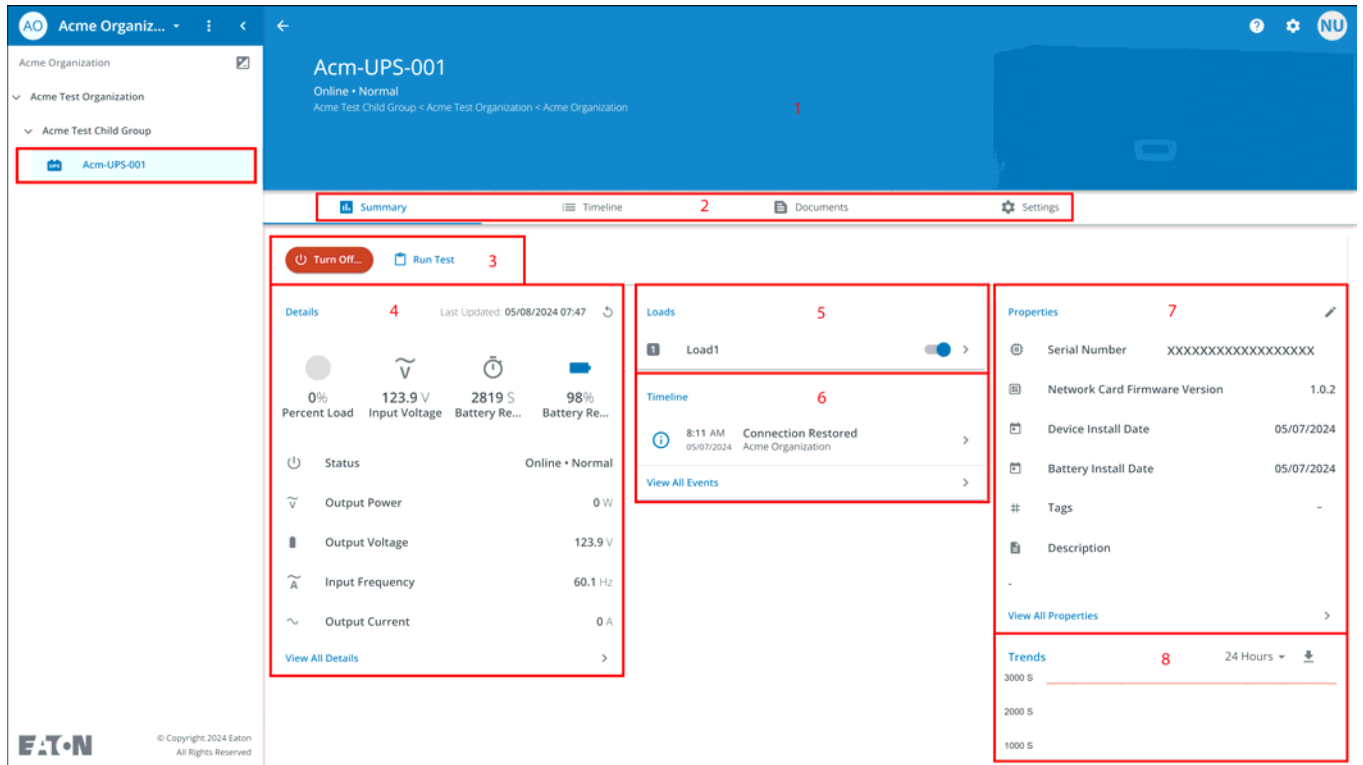 AO Acme Organiz...
NU
Acme Organization
Acme Test Organization
Acme Test Child Group
UPS Acm-UPS-001
Acm-UPS-001
Online • Normal
Acme Test Child Group < Acme Test Organization < Acme Organization
1
Summary
Timeline
2
Documents
Settings
Turn Off...
Run Test
3
Details
4
Last Updated: 05/08/2024 07:47
V
0%
123.9 V
2819 S
98%
Percent Load
Input Voltage
Battery Re...
Battery Re...
Status
Online • Normal
V Output Power
0 W
Output Voltage
123.9 V
A Input Frequency
60.1 Hz
Output Current
0 A
View All Details
Loads
5
1 Load1
Timeline
6
8:11 AM Connection Restored
05/07/2024 Acme Organization
View All Events
Properties
7
Serial Number
XXXXXXXXXXXXXXXXXX
Network Card Firmware Version
1.0.2
Device Install Date
05/07/2024
Battery Install Date
05/07/2024
# Tags
-
Description
-
View All Properties
Trends
8
24 Hours
3000 S
2000 S
1000 S
EATON
© Copyright 2024 Eaton
All Rights Reserved